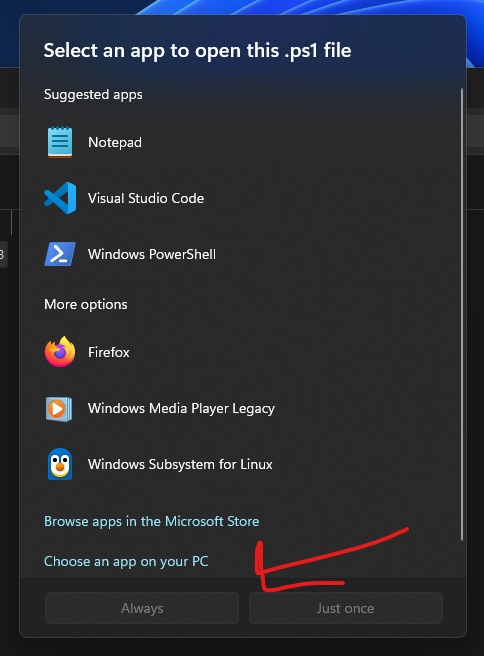 Select an app to open this .ps1 file
Suggested apps
Notepad
Visual Studio Code
Windows PowerShell
More options
Firefox
Windows Media Player Legacy
Windows Subsystem for Linux
Browse apps in the Microsoft Store
Choose an app on your PC
Always
Just once